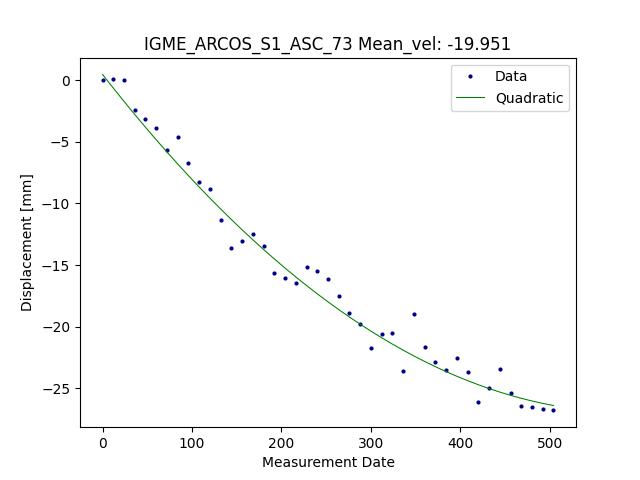 IGME_ARCOS_S1_ASC_73 Mean_vel: -19.951
Data
Quadratic
0
−5
−10
−15
−20
−25
Displacement [mm]
0 100 200 300 400 500
Measurement Date